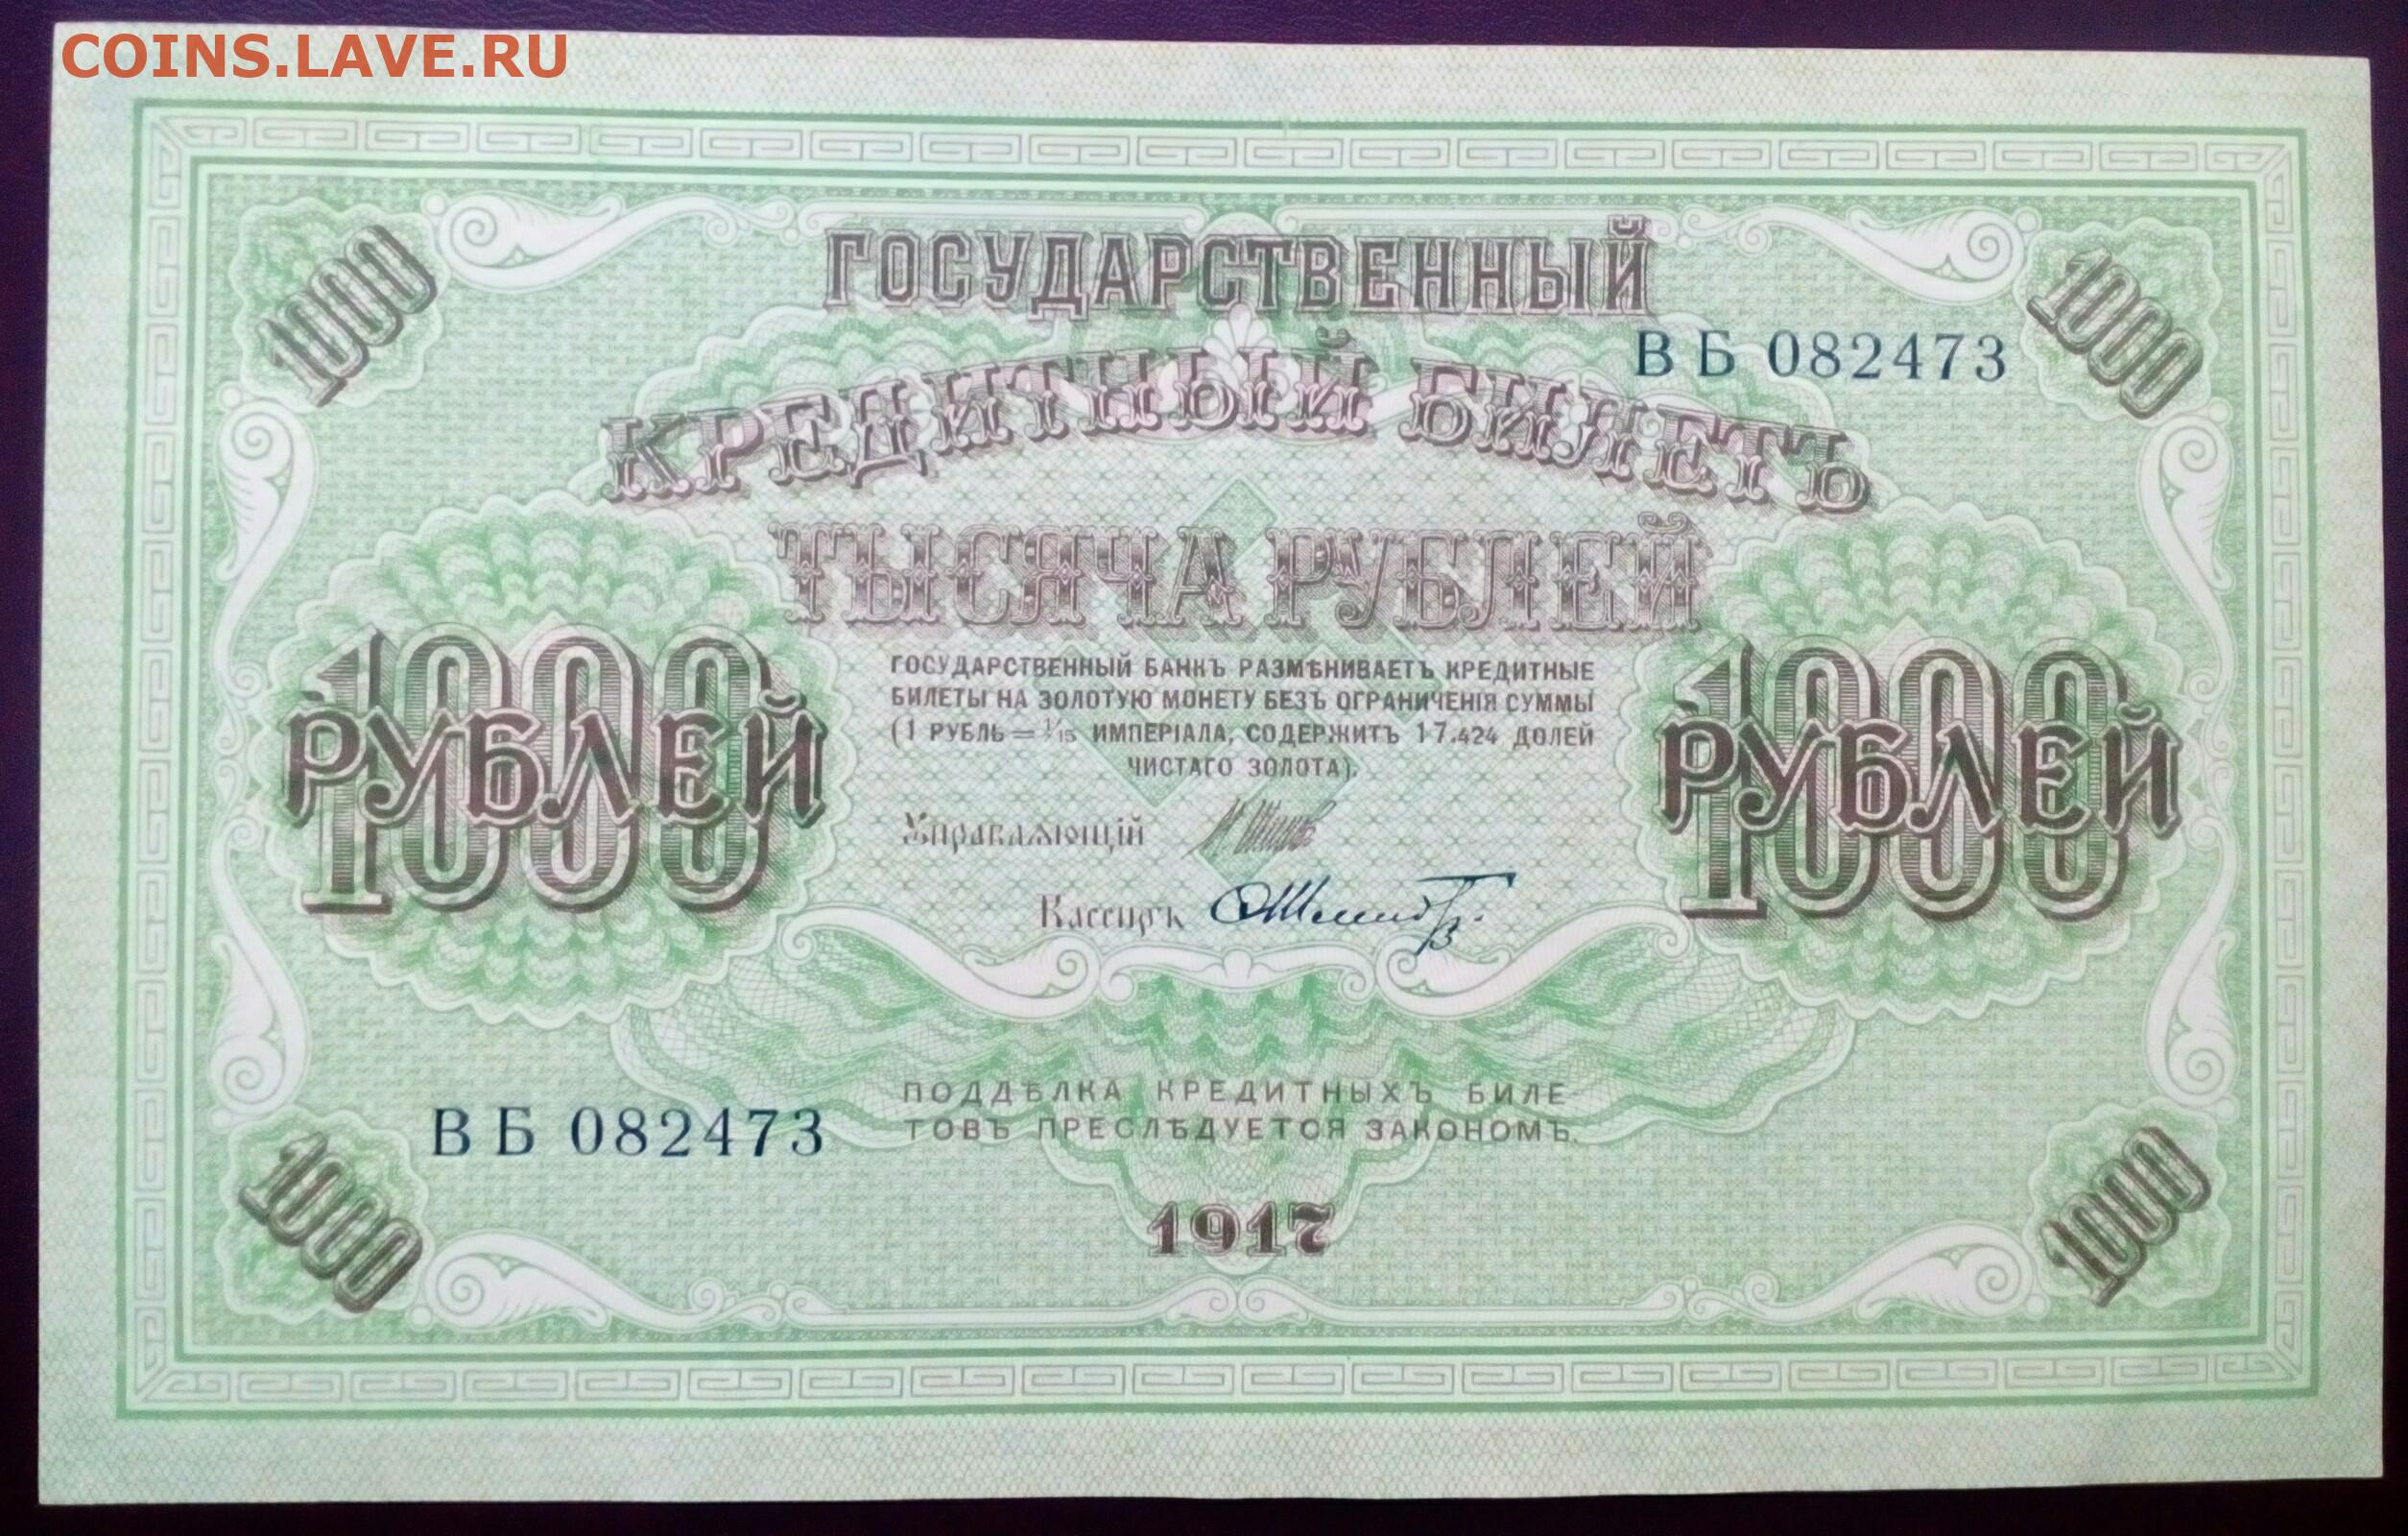 COINS.LAVE.RU
1000
1000
ГОСУДАРСТВЕННЫЙ
ВБ 082473
КРЕДИТНЫЙ БИЛЕТЪ
ТЫСЯЧА РУБЛЕЙ
1000 РУБЛЕЙ
1000 РУБЛЕЙ
ГОСУДАРСТВЕННЫЙ БАНКЪ РАЗМѢНИВАЕТЪ КРЕДИТНЫЕ
БИЛЕТЫ НА ЗОЛОТУЮ МОНЕТУ БЕЗЪ ОГРАНИЧЕНІЯ СУММЫ
(1 РУБЛЬ = 1/15 ИМПЕРІАЛА, СОДЕРЖИТЪ 17.424 ДОЛЕЙ
ЧИСТАГО ЗОЛОТА).
Управляющій
Кассиръ
ПОДДѢЛКА КРЕДИТНЫХЪ БИЛЕ-
ТОВЪ ПРЕСЛѢДУЕТСЯ ЗАКОНОМЪ.
ВБ 082473
1917
1000
1000